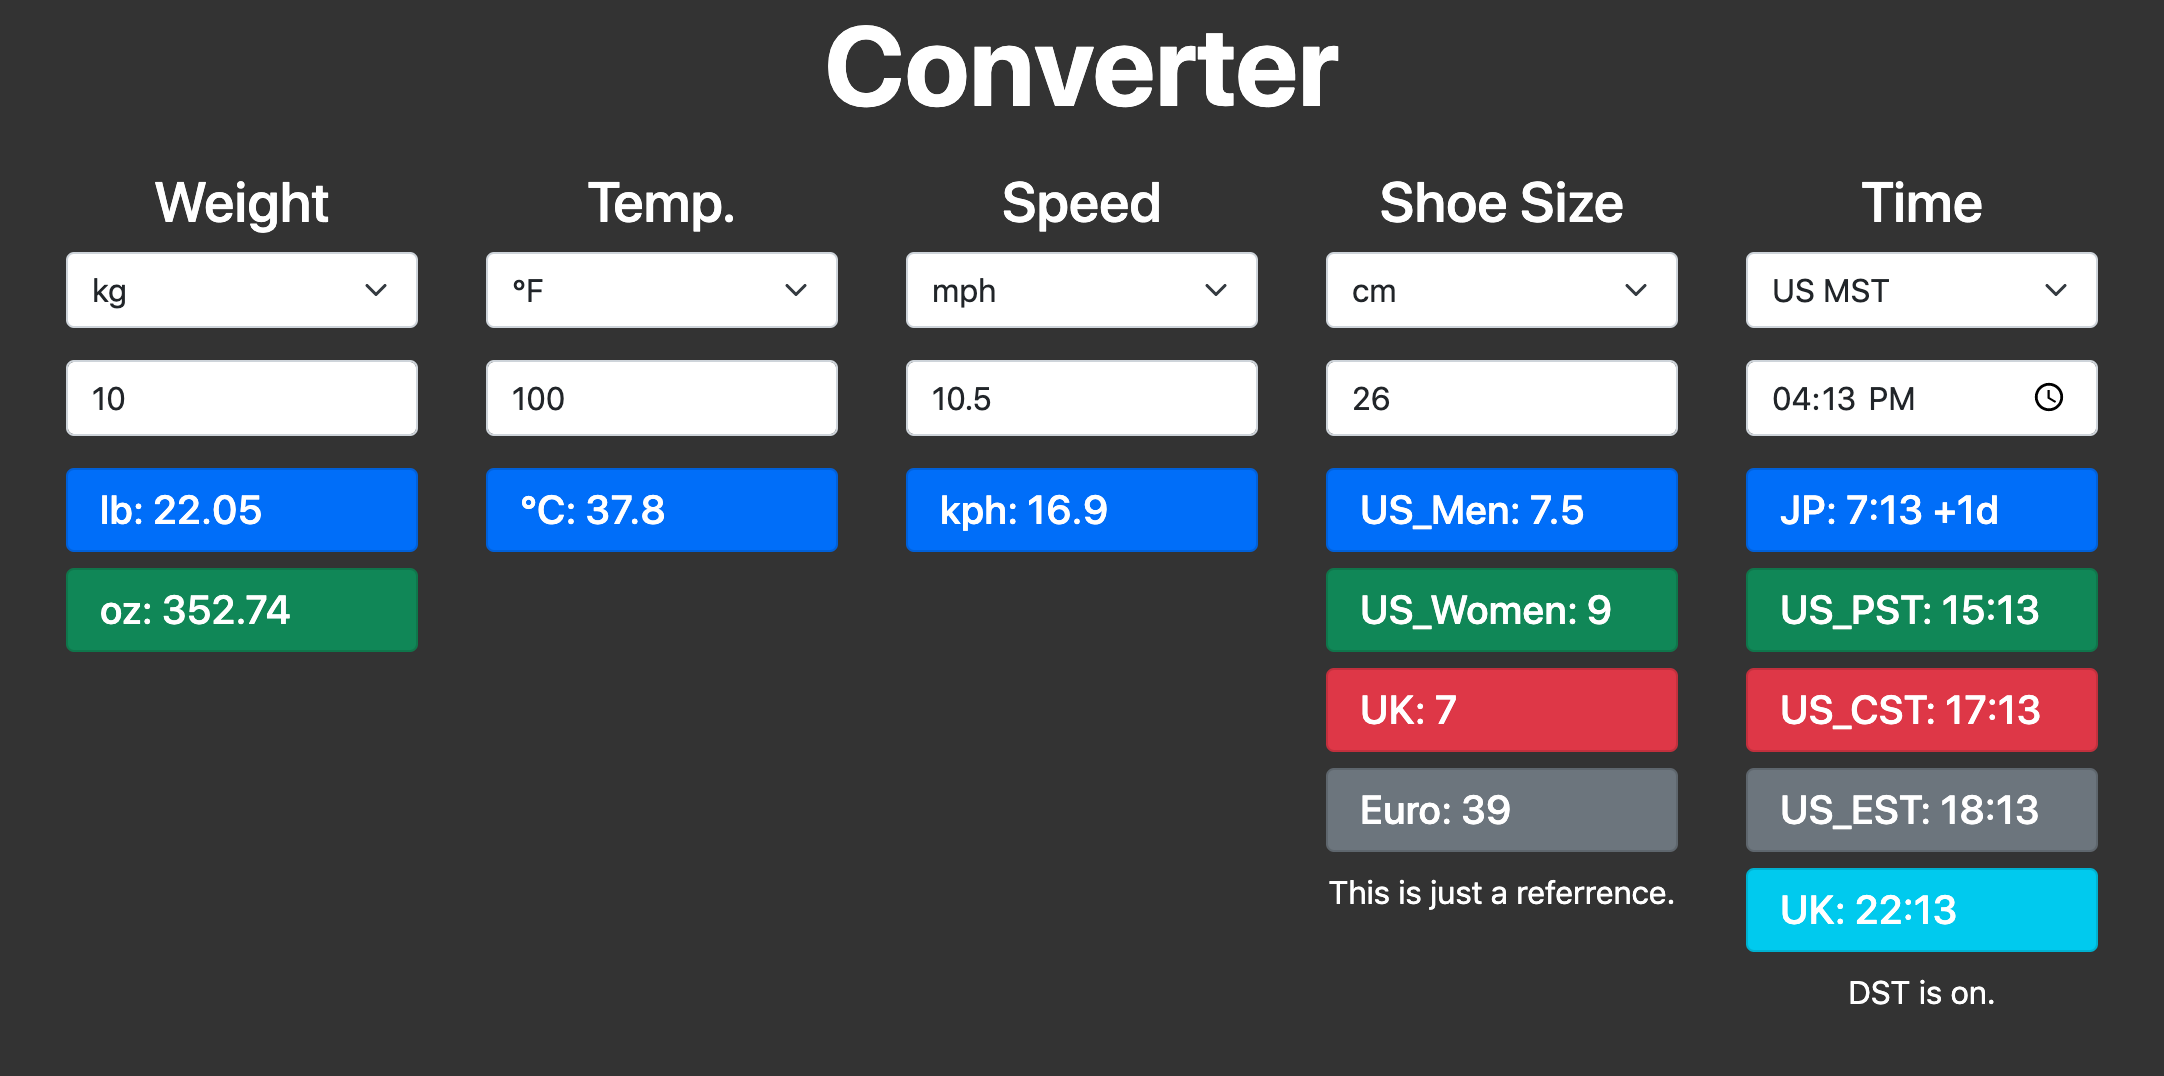 Converter
Weight
kg
10
lb: 22.05
oz: 352.74
Temp.
°F
100
°C: 37.8
Speed
mph
10.5
kph: 16.9
Shoe Size
cm
26
US_Men: 7.5
US_Women: 9
UK: 7
Euro: 39
This is just a referrence.
Time
US MST
04:13 PM
JP: 7:13 +1d
US_PST: 15:13
US_CST: 17:13
US_EST: 18:13
UK: 22:13
DST is on.